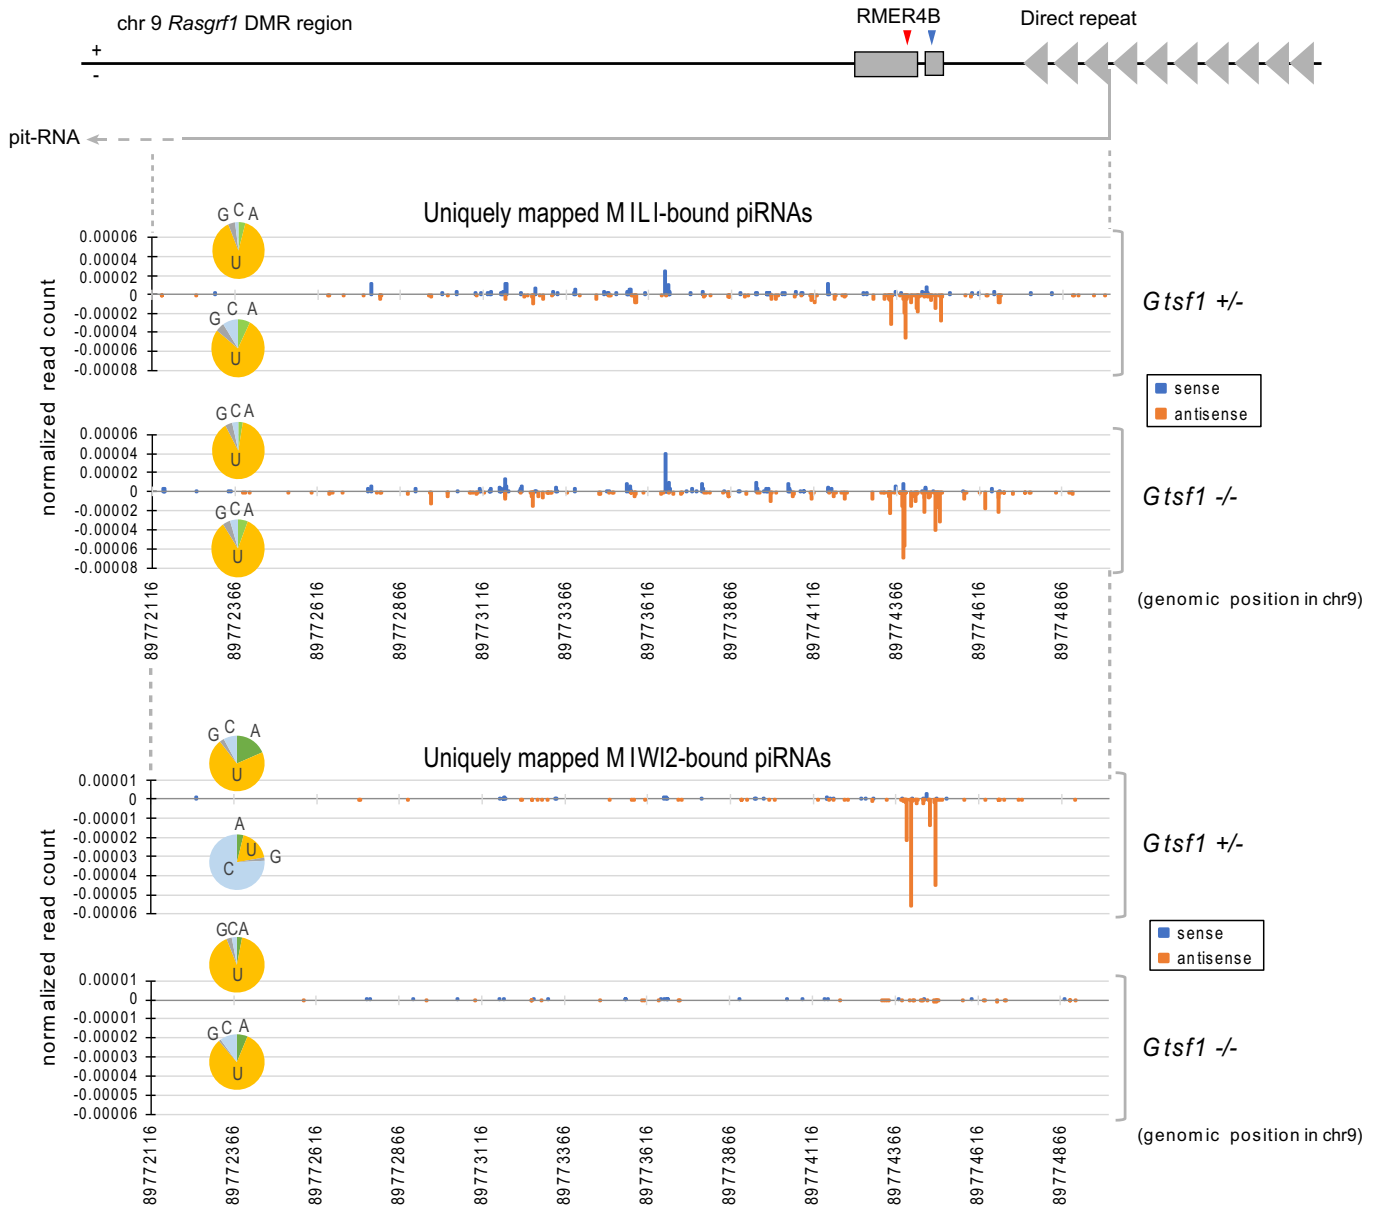 chr 9 Rasgrf1 DMR region
RMER4B
Direct repeat
+
-
pit-RNA
Uniquely mapped MILI-bound piRNAs
normalized read count
G C A
U
0.00006
0.00004
0.00002
0
-0.00002
-0.00004
-0.00006
-0.00008
G C A
U
Gtsf1 +/-
sense
antisense
G C A
U
0.00006
0.00004
0.00002
0
-0.00002
-0.00004
-0.00006
-0.00008
G C A
U
Gtsf1 -/-
89772116
89772366
89772616
89772866
89773116
89773366
89773616
89773866
89774116
89774366
89774616
89774866
(genomic position in chr9)
Uniquely mapped MIWI2-bound piRNAs
normalized read count
G C A
U
0.00001
0
-0.00001
-0.00002
-0.00003
-0.00004
-0.00005
-0.00006
A
U
G
C
Gtsf1 +/-
sense
antisense
GCA
U
0.00001
0
-0.00001
-0.00002
-0.00003
-0.00004
-0.00005
-0.00006
G C A
U
Gtsf1 -/-
89772116
89772366
89772616
89772866
89773116
89773366
89773616
89773866
89774116
89774366
89774616
89774866
(genomic position in chr9)